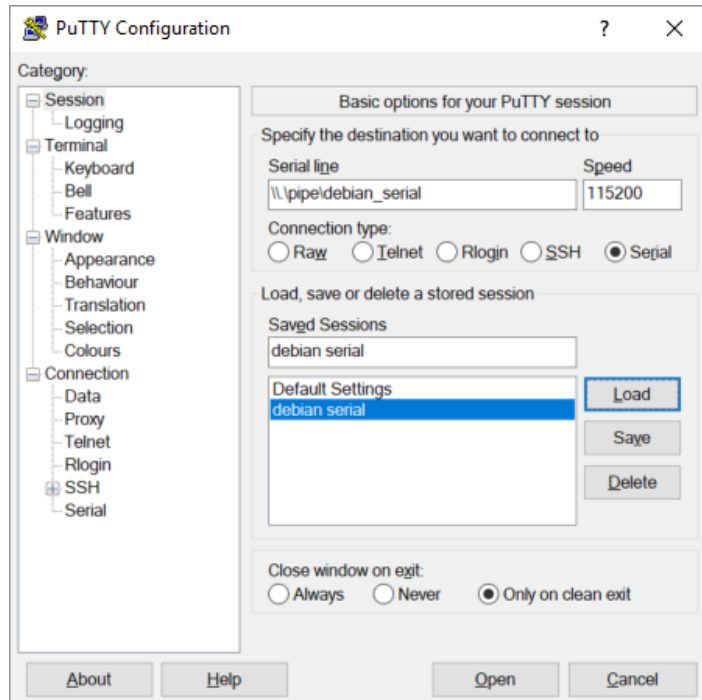 PuTTY Configuration
?
Category:
Session
Logging
Terminal
Keyboard
Bell
Features
Window
Appearance
Behaviour
Translation
Selection
Colours
Connection
Data
Proxy
Telnet
Rlogin
SSH
Serial
Basic options for your PuTTY session
Specify the destination you want to connect to
Serial line Speed
\\.\pipe\debian_serial 115200
Connection type:
Raw Telnet Rlogin SSH Serial
Load, save or delete a stored session
Saved Sessions
debian serial
Default Settings
debian serial
Load
Save
Delete
Close window on exit:
Always Never Only on clean exit
About Help Open Cancel